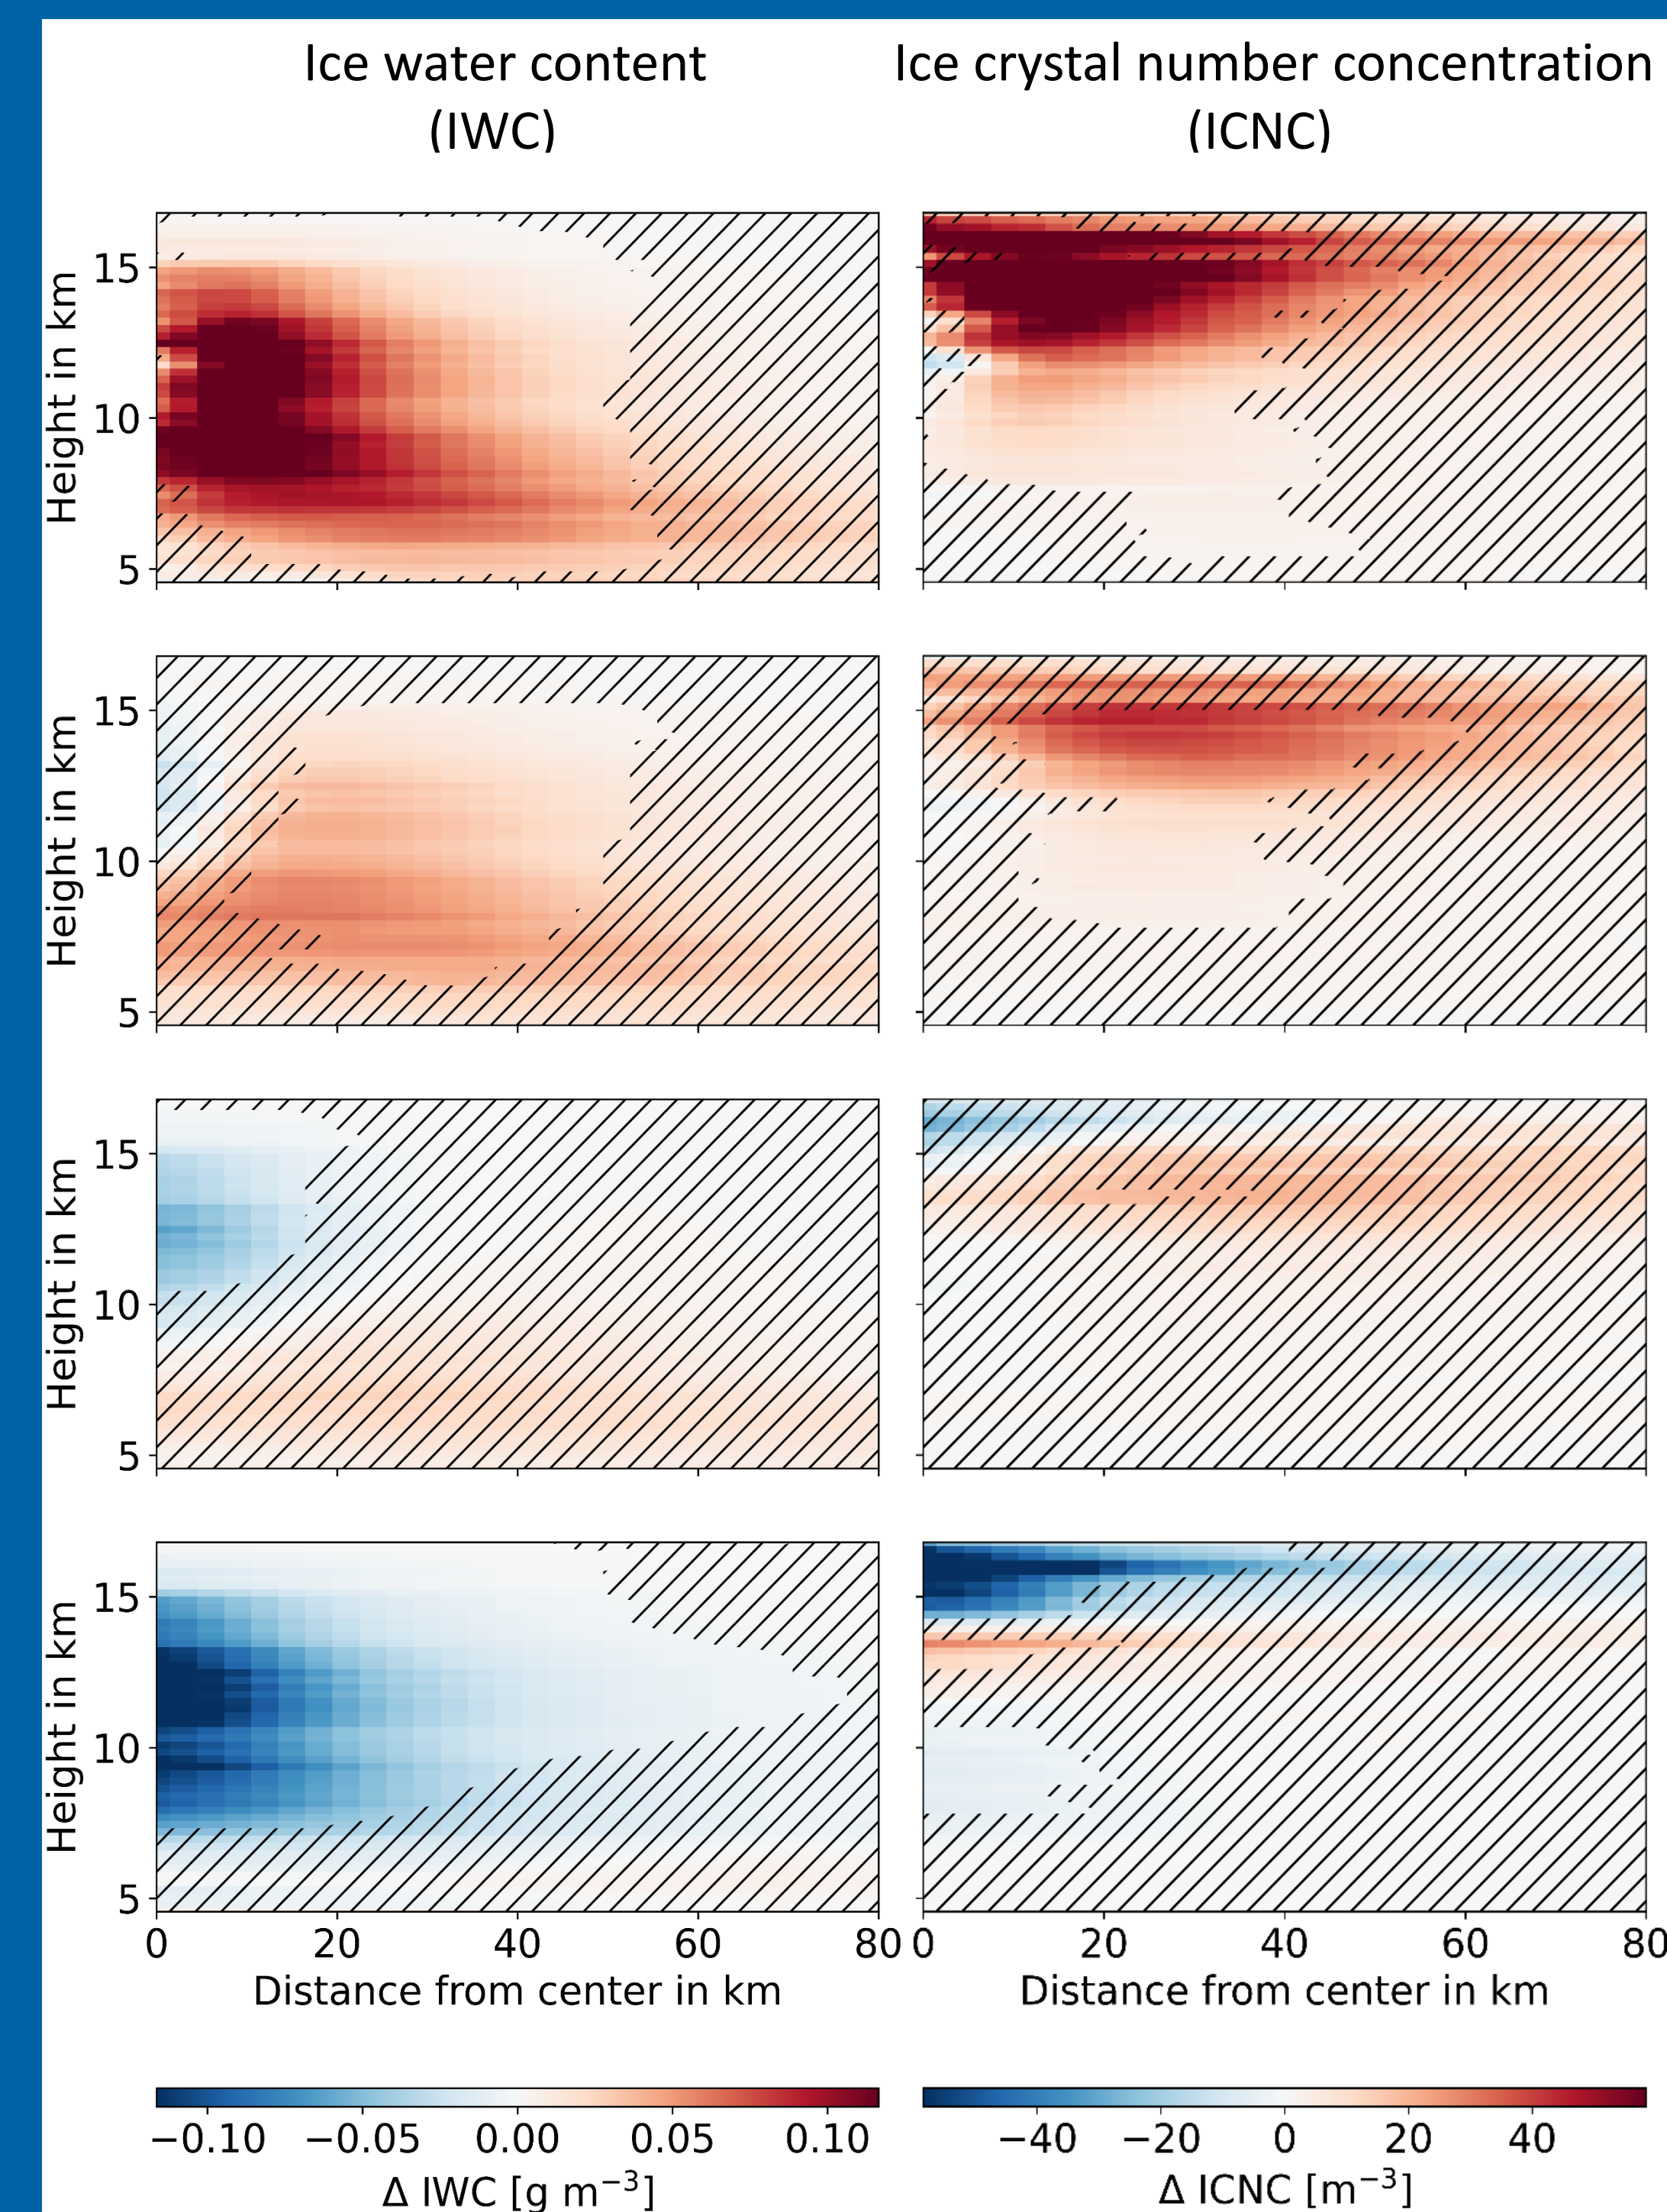 Ice water content
(IWC)
Ice crystal number concentration
(ICNC)
Height in km
15
10
5
Height in km
15
10
5
Height in km
15
10
5
Height in km
15
10
5
0 20 40 60 80
0 20 40 60 80
Distance from center in km
Distance from center in km
−0.10 −0.05 0.00 0.05 0.10
Δ IWC [g m⁻³]
−40 −20 0 20 40
Δ ICNC [m⁻³]